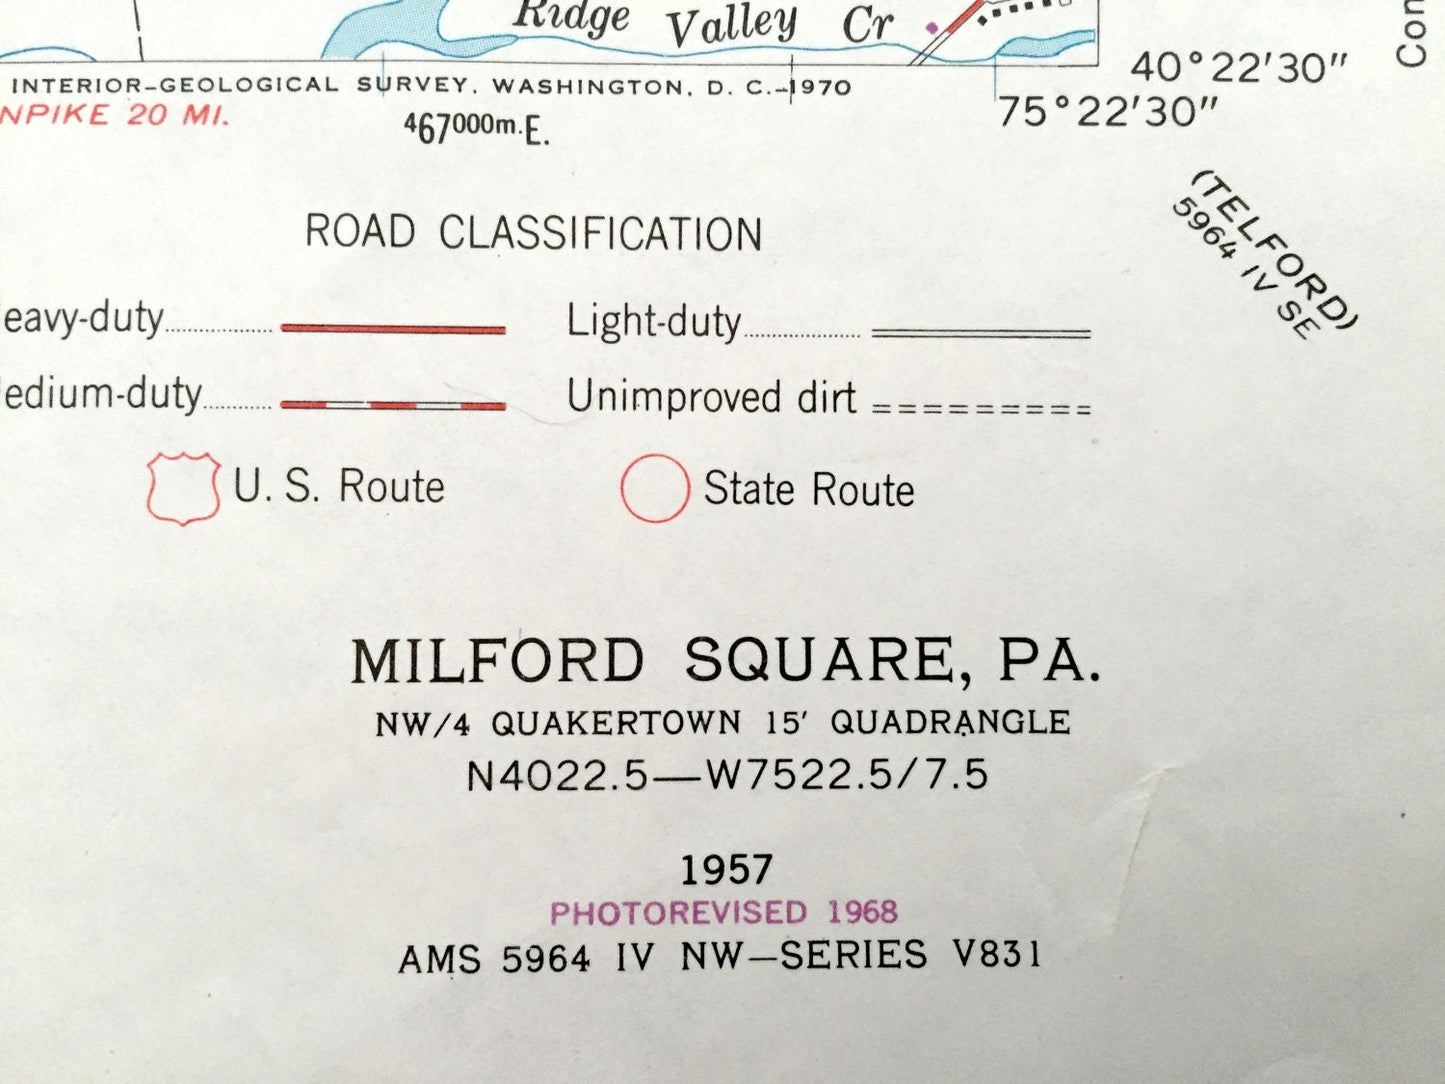 Ridge Valley Cr
INTERIOR—GEOLOGICAL SURVEY, WASHINGTON, D. C.—1970
40°22′30″
NPIKE 20 MI.
467000m.E.
75°22′30″
(TELFORD)
5964 IV SE
Con
ROAD CLASSIFICATION
eavy-duty
Light-duty
edium-duty
Unimproved dirt
U. S. Route
State Route
MILFORD SQUARE, PA.
NW/4 QUAKERTOWN 15′ QUADRANGLE
N4022.5—W7522.5/7.5
1957
PHOTOREVISED 1968
AMS 5964 IV NW—SERIES V831